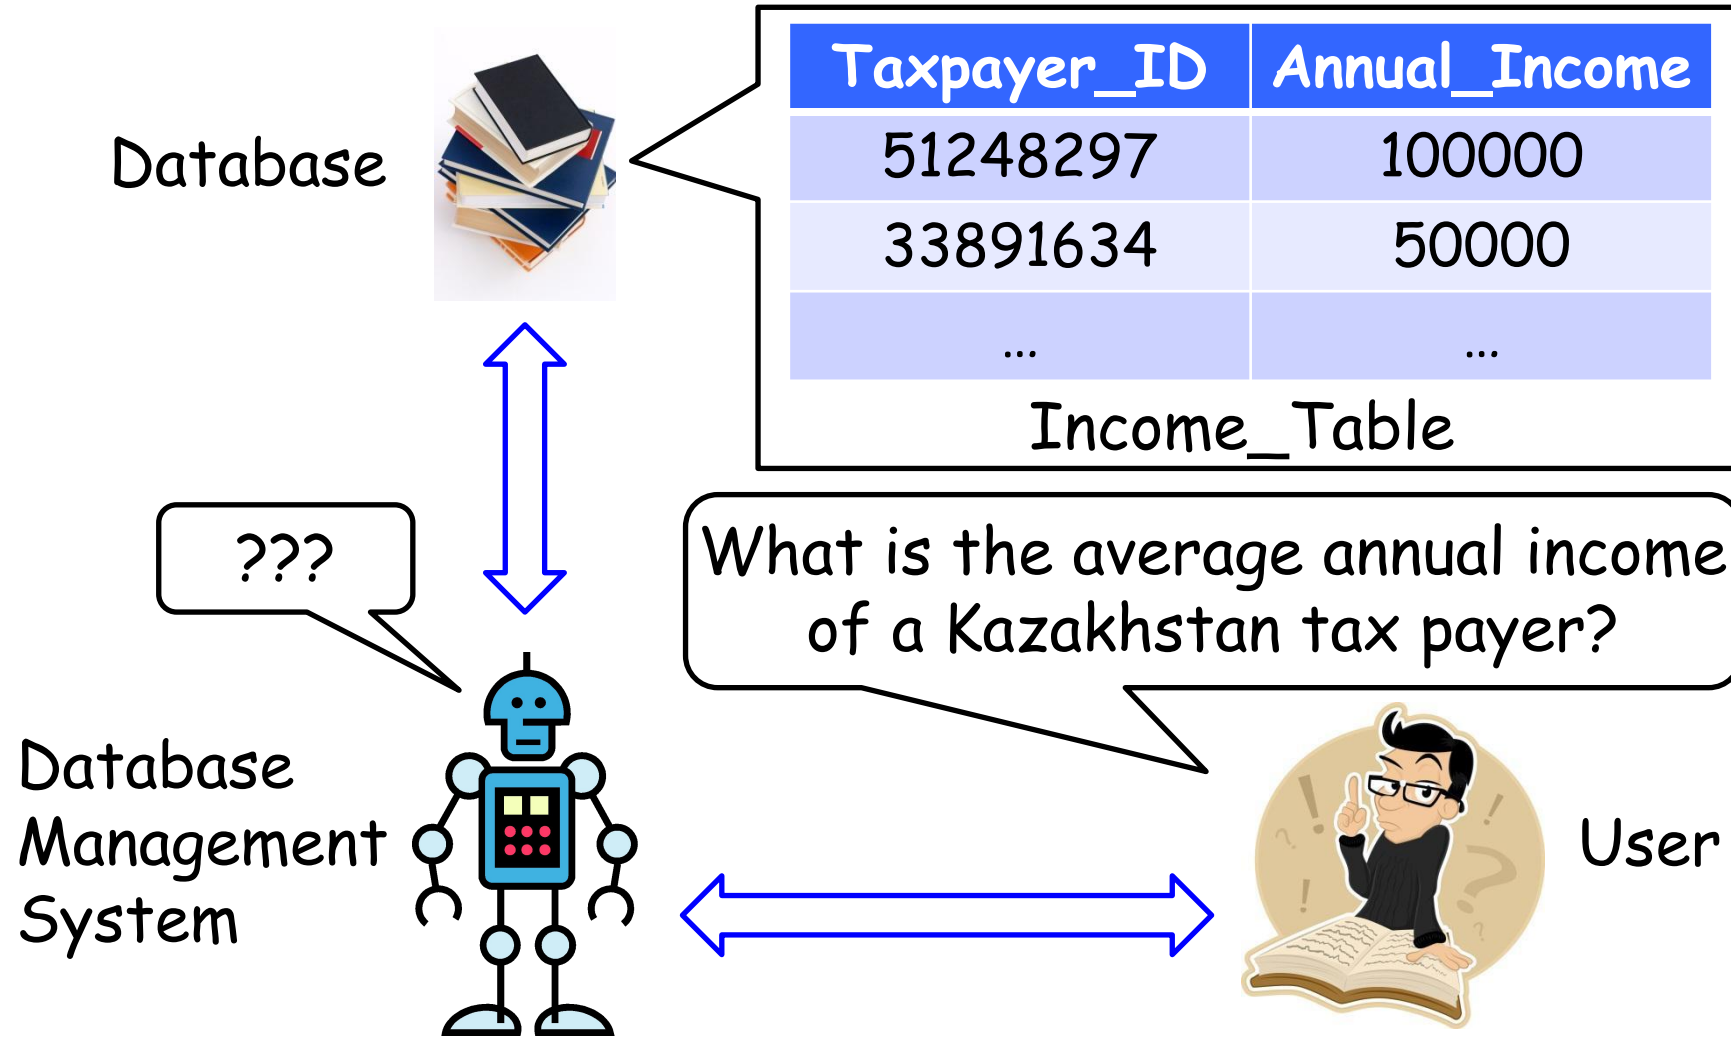 Database
Taxpayer_ID Annual_Income
51248297 100000
33891634 50000
... ...
Income_Table
???
What is the average annual income
of a Kazakhstan tax payer?
Database
Management
System
User